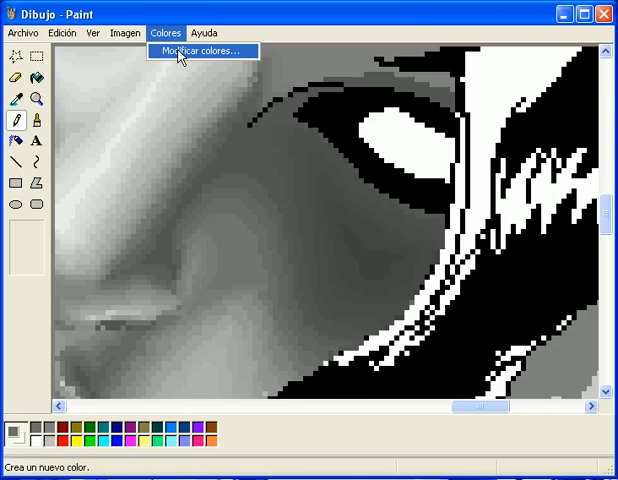 Dibujo - Paint
Archivo Edición Ver Imagen Colores Ayuda
Modificar colores...
A
Crea un nuevo color.